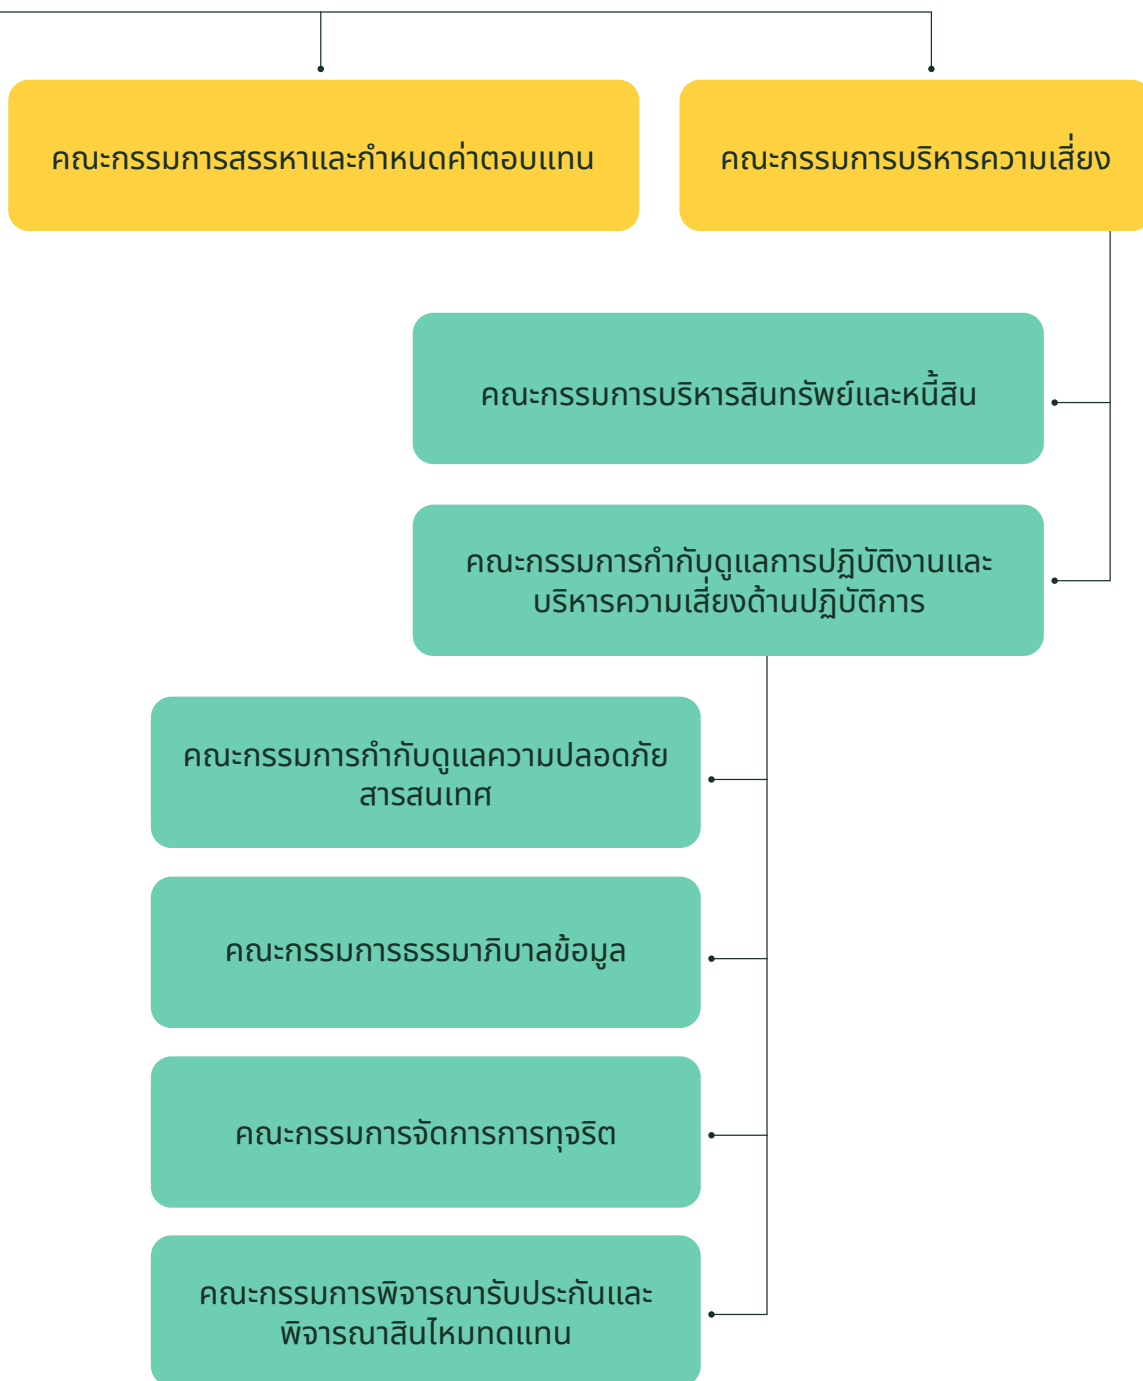 คณะกรรมการสรรหาและกำหนดค่าตอบแทน
คณะกรรมการบริหารความเสี่ยง
คณะกรรมการบริหารสินทรัพย์และหนี้สิน
คณะกรรมการกำกับดูแลการปฏิบัติงานและ
บริหารความเสี่ยงด้านปฏิบัติการ
คณะกรรมการกำกับดูแลความปลอดภัย
สารสนเทศ
คณะกรรมการธรรมาภิบาลข้อมูล
คณะกรรมการจัดการการทุจริต
คณะกรรมการพิจารณารับประกันและ
พิจารณาสินไหมทดแทน